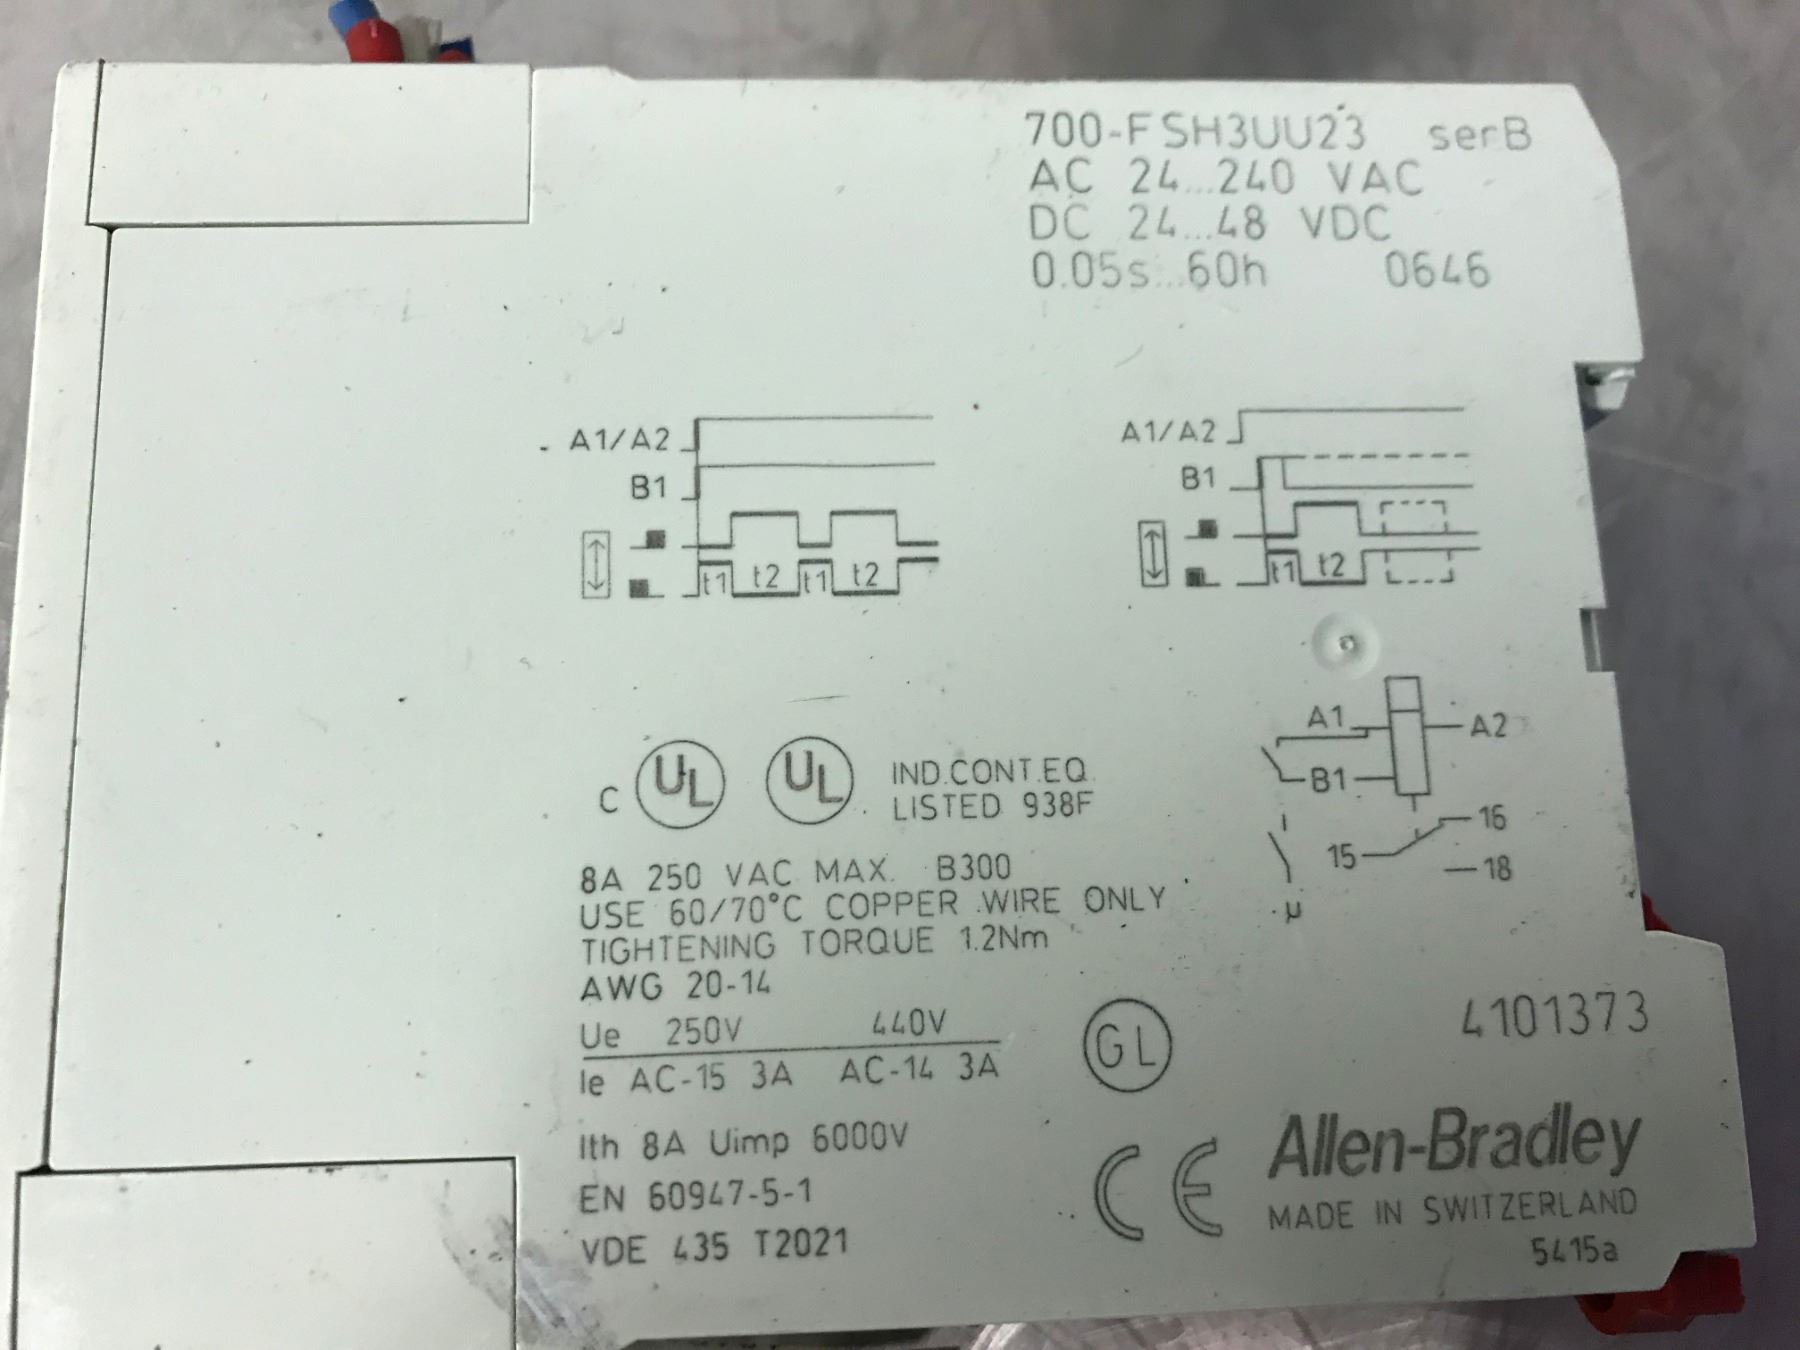 700-FSH3UU23 serB
AC 24...240 VAC
DC 24...48 VDC
0.05s...60h 0646
A1/A2
B1
t1 t2 t1 t2
A1/A2
B1
t1 t2
A1 A2
B1
16
15
18
C UL UL IND.CONT.EQ.
LISTED 938F
8A 250 VAC MAX. B300
USE 60/70°C COPPER WIRE ONLY
TIGHTENING TORQUE 1.2Nm
AWG 20-14
Ue 250V 440V
Ie AC-15 3A AC-14 3A
GL
4101373
Ith 8A Uimp 6000V
EN 60947-5-1
VDE 435 T2021
CE
Allen-Bradley
MADE IN SWITZERLAND
5415a